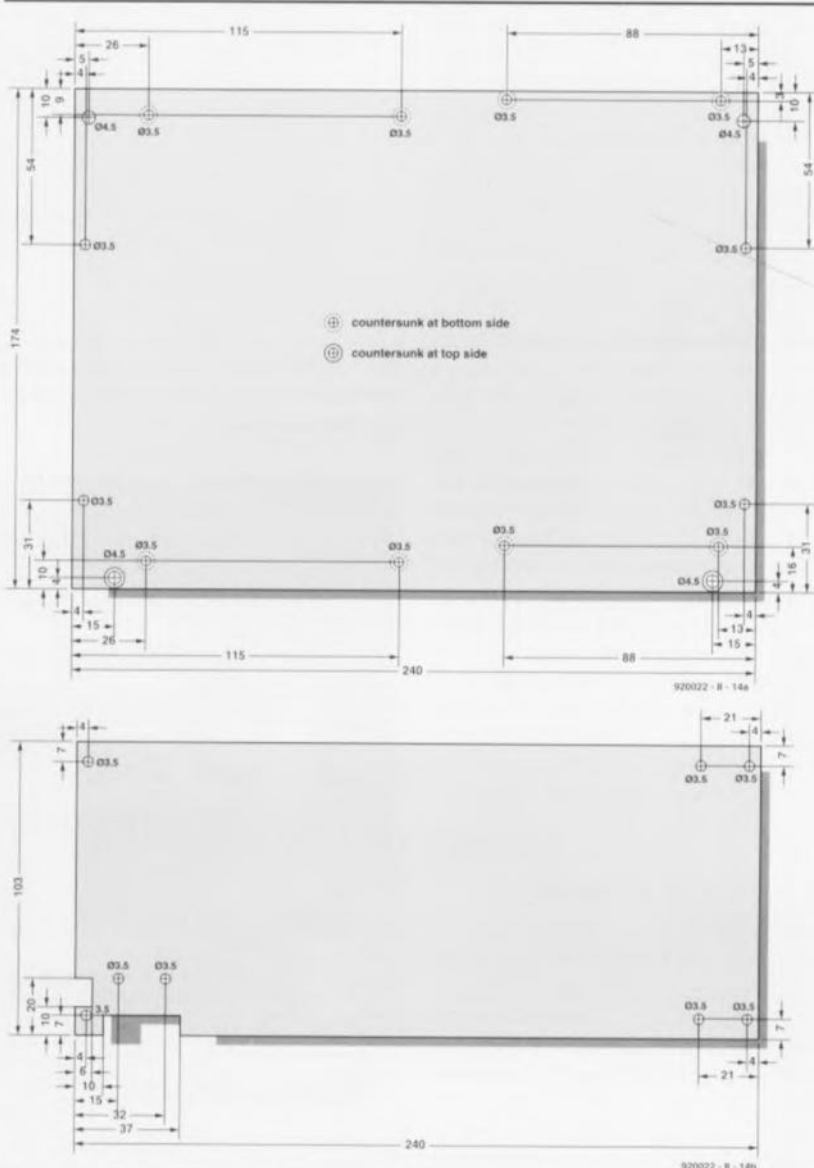 115
88
26
13
5
5
4
4
10
9
3
10
Ø4.5
Ø3.5
Ø3.5
Ø3.5
Ø3.5
Ø4.5
54
54
Ø3.5
Ø3.5
174
countersunk at bottom side
countersunk at top side
Ø3.5
Ø3.5
31
31
Ø4.5
Ø3.5
Ø3.5
Ø3.5
Ø3.5
Ø4.5
10
4
16
4
4
4
15
13
26
15
115
88
240
920022 - II - 14a
4
21
4
7
7
Ø3.5
Ø3.5
Ø3.5
103
Ø3.5
Ø3.5
20
10
7
3.5
Ø3.5
Ø3.5
7
4
4
6
10
21
15
32
37
240
920022 - II - 14b